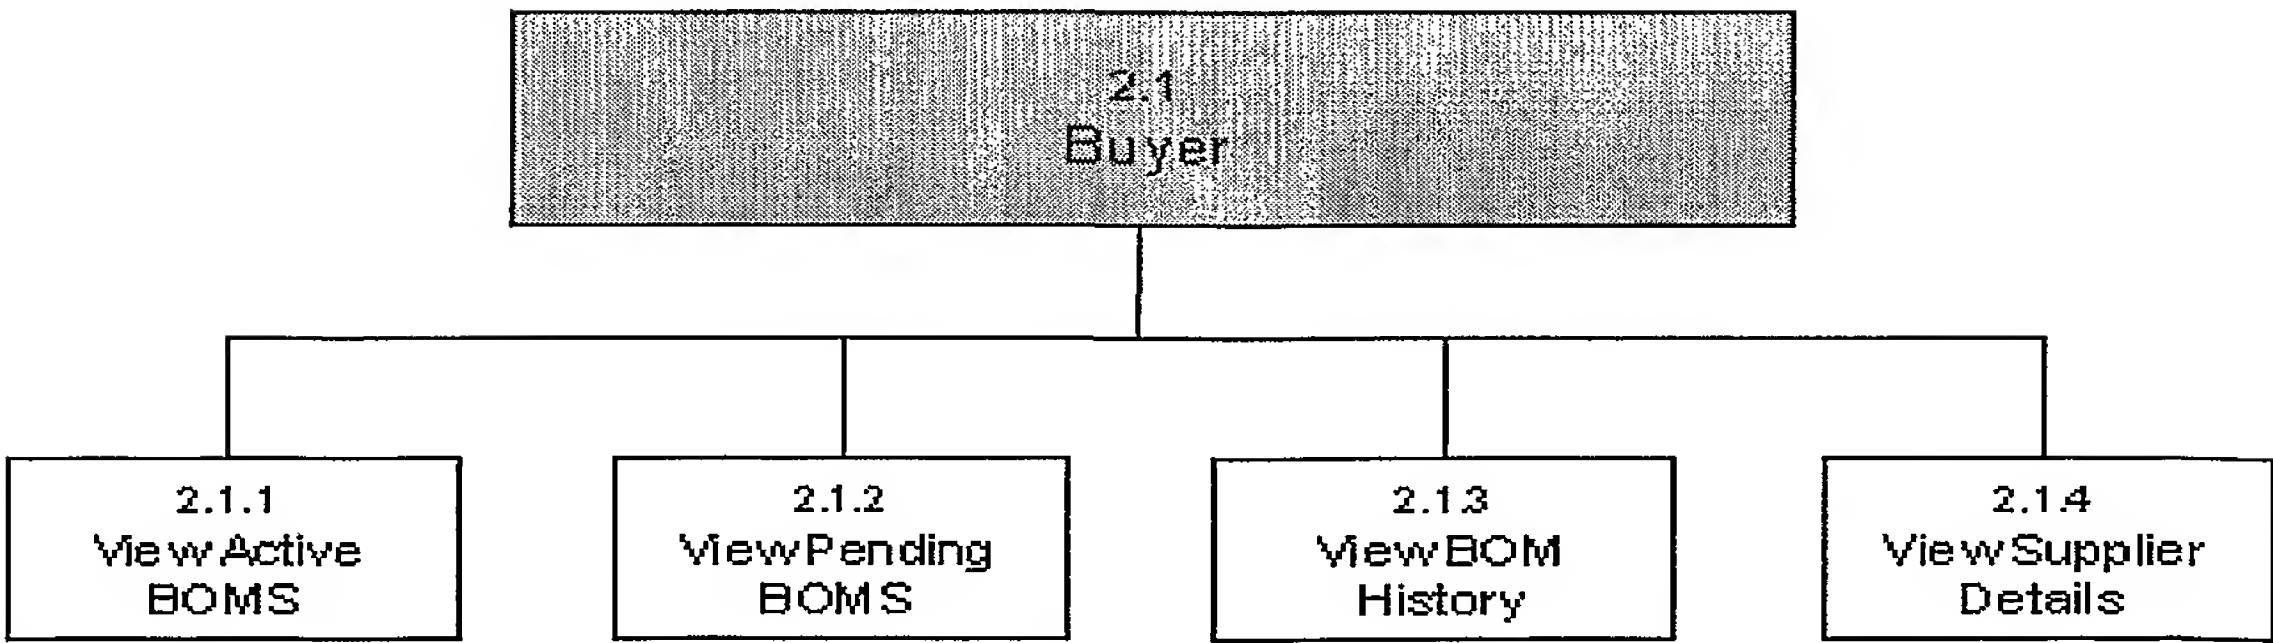 2.1
Buyer
2.1.1
View Active
BOMS
2.1.2
View Pending
BOMS
2.1.3
View BOM
History
2.1.4
View Supplier
Details